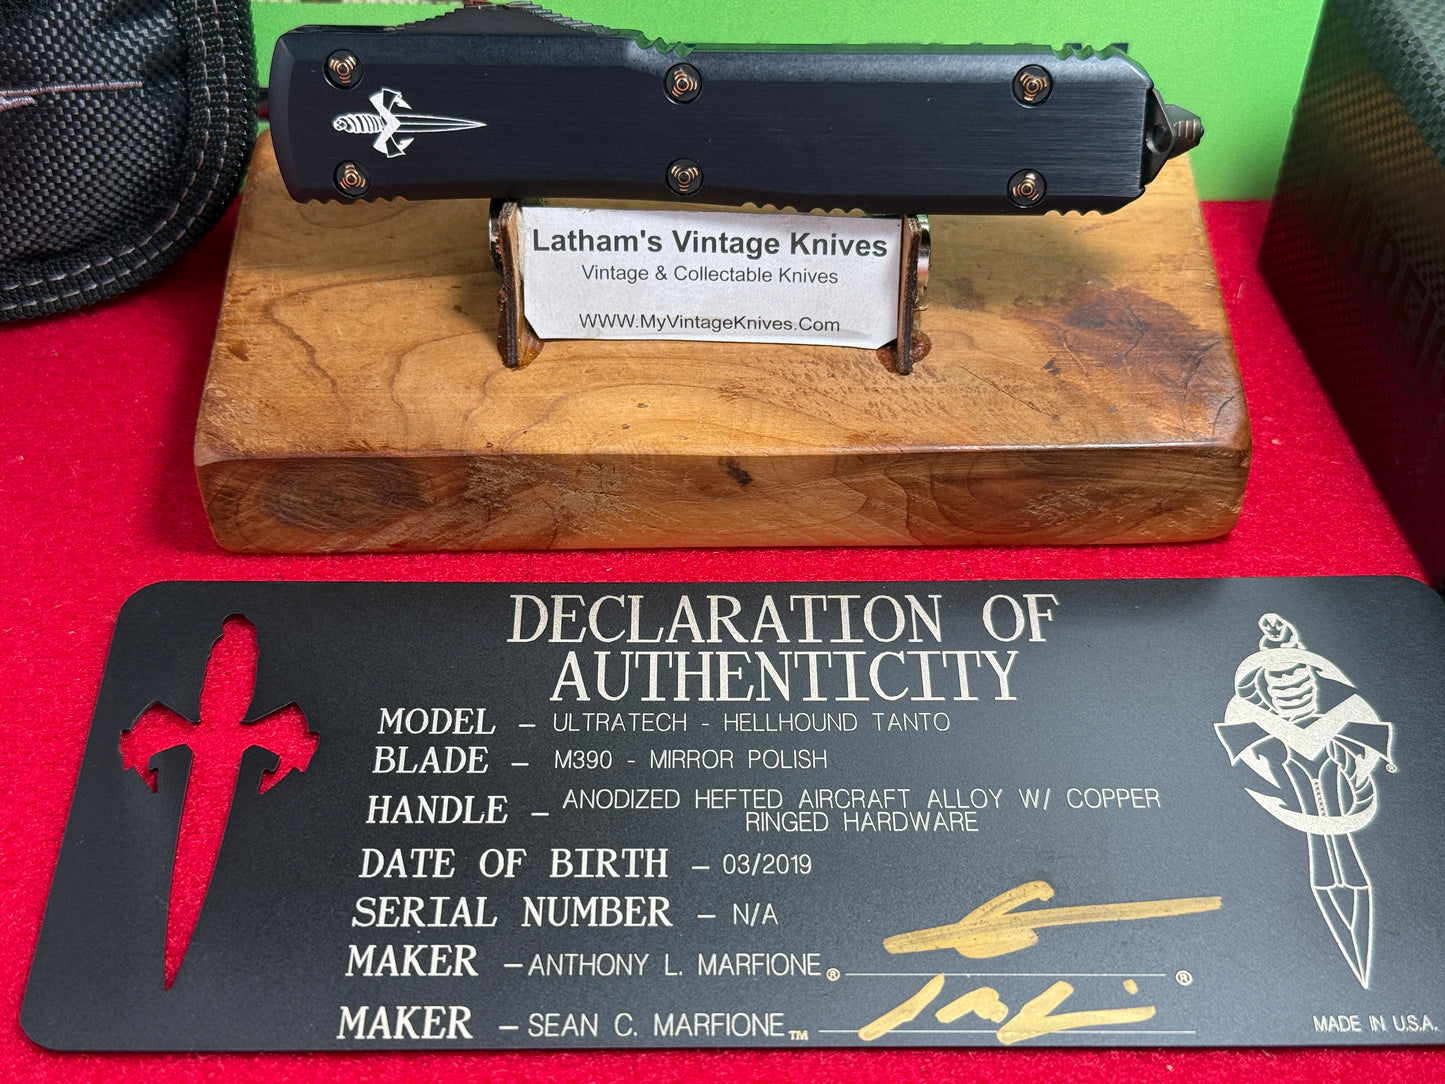 Latham's Vintage Knives
Vintage & Collectable Knives
WWW.MyVintageKnives.Com
DECLARATION OF
AUTHENTICITY
MODEL – ULTRATECH - HELLHOUND TANTO
BLADE – M390 - MIRROR POLISH
HANDLE – ANODIZED HEFTED AIRCRAFT ALLOY W/ COPPER
RINGED HARDWARE
DATE OF BIRTH – 03/2019
SERIAL NUMBER – N/A
MAKER – ANTHONY L. MARFIONE® ®
MAKER – SEAN C. MARFIONE™
®
MADE IN U.S.A.